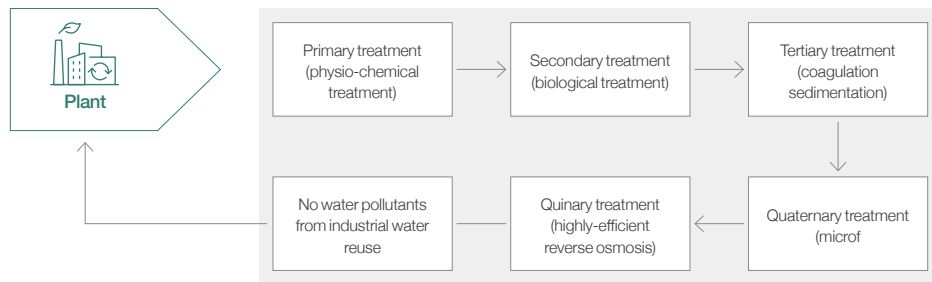 Plant
Primary treatment
(physio-chemical
treatment)
Secondary treatment
(biological treatment)
Tertiary treatment
(coagulation
sedimentation)
Quaternary treatment
(microf
Quinary treatment
(highly-efficient
reverse osmosis)
No water pollutants
from industrial water
reuse